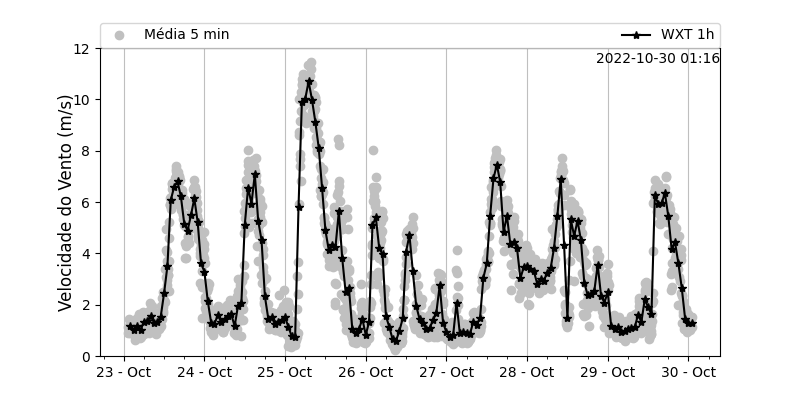 Média 5 min
WXT 1h
2022-10-30 01:16
Velocidade do Vento (m/s)
12
10
8
6
4
2
0
23 - Oct
24 - Oct
25 - Oct
26 - Oct
27 - Oct
28 - Oct
29 - Oct
30 - Oct